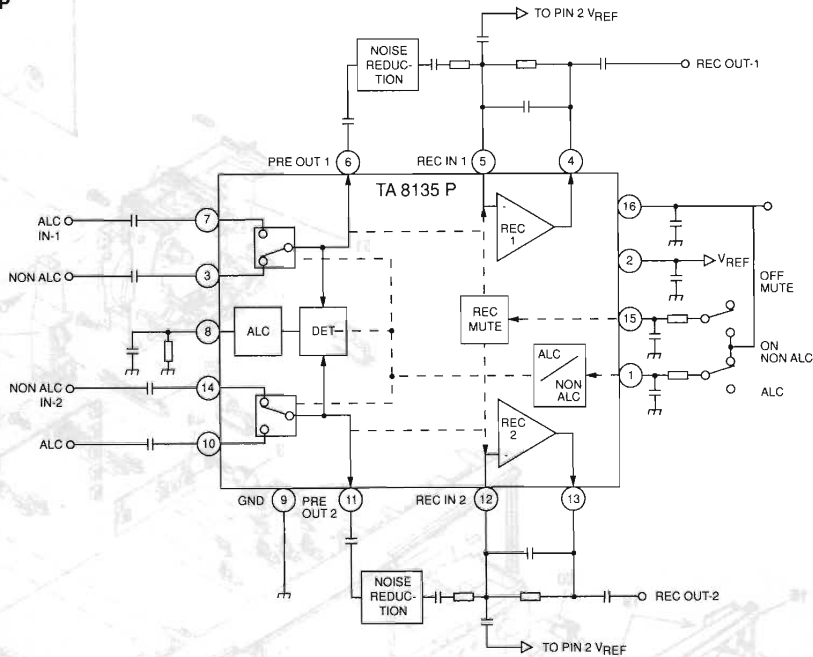 P
TO PIN 2 VREF
NOISE
REDUC-
TION
REC OUT-1
PRE OUT 1
6
REC IN 1
5
4
TA 8135 P
ALC
IN-1
7
REC
1
16
NON ALC
3
2
VREF
OFF
MUTE
8
ALC
DET
REC
MUTE
15
ON
NON ALC
NON ALC
IN-2
14
ALC
NON
ALC
1
ALC
ALC
10
REC
2
GND
9
PRE
OUT 2
11
REC IN 2
12
13
NOISE
REDUC-
TION
REC OUT-2
TO PIN 2 VREF